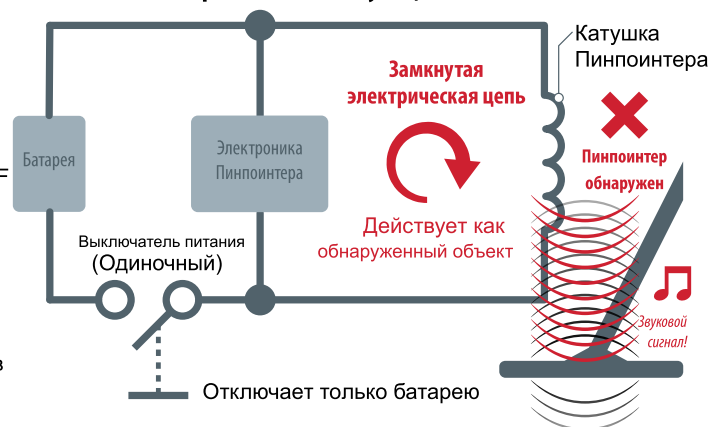 Катушка
Пинпоинтера
Замкнутая
электрическая цепь
Пинпоинтер
обнаружен
Батарея
Электроника
Пинпоинтера
Действует как
обнаруженный объект
Выключатель питания
(Одиночный)
Звуковой
сигнал!
Отключает только батарею